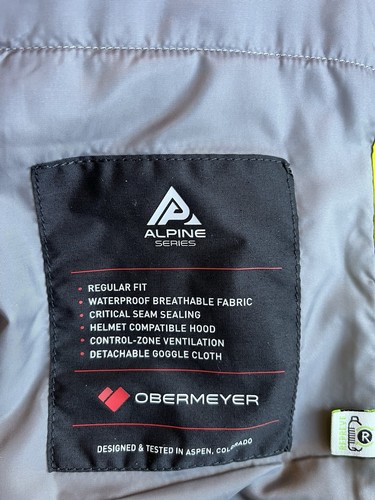 ALPINE
SERIES
REGULAR FIT
WATERPROOF BREATHABLE FABRIC
CRITICAL SEAM SEALING
HELMET COMPATIBLE HOOD
CONTROL-ZONE VENTILATION
DETACHABLE GOGGLE CLOTH
OBERMEYER
DESIGNED & TESTED IN ASPEN, COLORADO
R